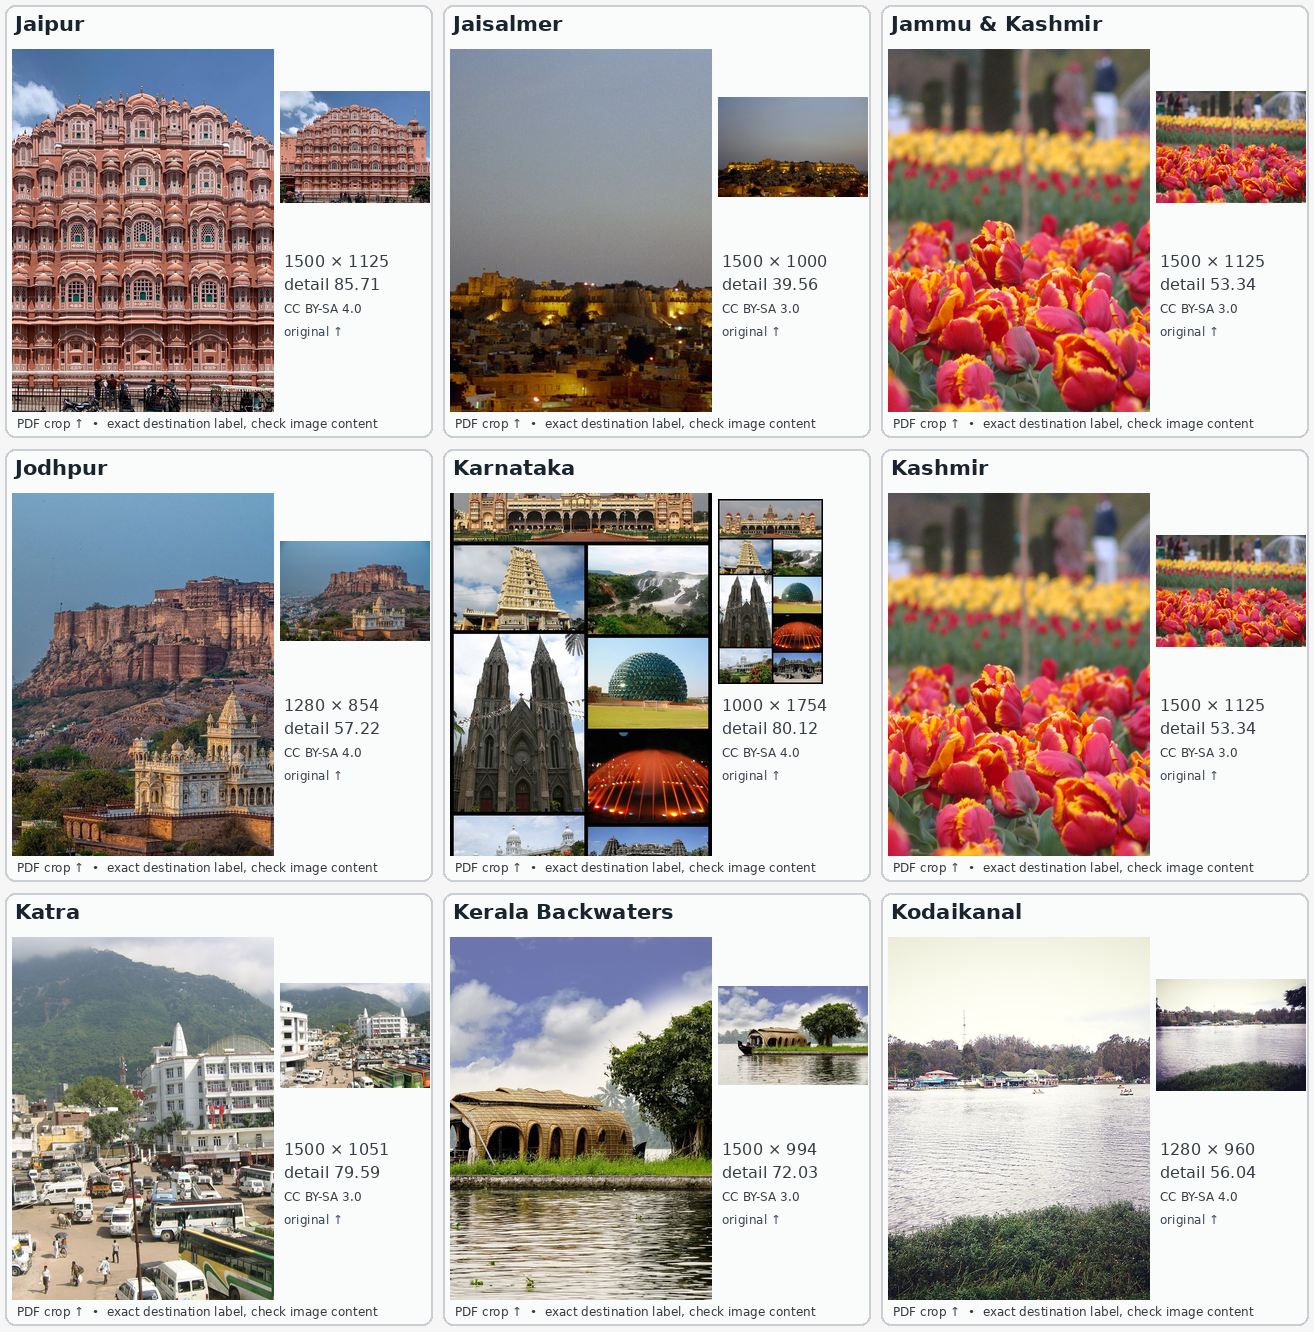 Jaipur
1500 × 1125
detail 85.71
CC BY-SA 4.0
original ↑
PDF crop ↑ • exact destination label, check image content
Jaisalmer
1500 × 1000
detail 39.56
CC BY-SA 3.0
original ↑
PDF crop ↑ • exact destination label, check image content
Jammu & Kashmir
1500 × 1125
detail 53.34
CC BY-SA 3.0
original ↑
PDF crop ↑ • exact destination label, check image content
Jodhpur
1280 × 854
detail 57.22
CC BY-SA 4.0
original ↑
PDF crop ↑ • exact destination label, check image content
Karnataka
1000 × 1754
detail 80.12
CC BY-SA 4.0
original ↑
PDF crop ↑ • exact destination label, check image content
Kashmir
1500 × 1125
detail 53.34
CC BY-SA 3.0
original ↑
PDF crop ↑ • exact destination label, check image content
Katra
1500 × 1051
detail 79.59
CC BY-SA 3.0
original ↑
PDF crop ↑ • exact destination label, check image content
Kerala Backwaters
1500 × 994
detail 72.03
CC BY-SA 3.0
original ↑
PDF crop ↑ • exact destination label, check image content
Kodaikanal
1280 × 960
detail 56.04
CC BY-SA 4.0
original ↑
PDF crop ↑ • exact destination label, check image content